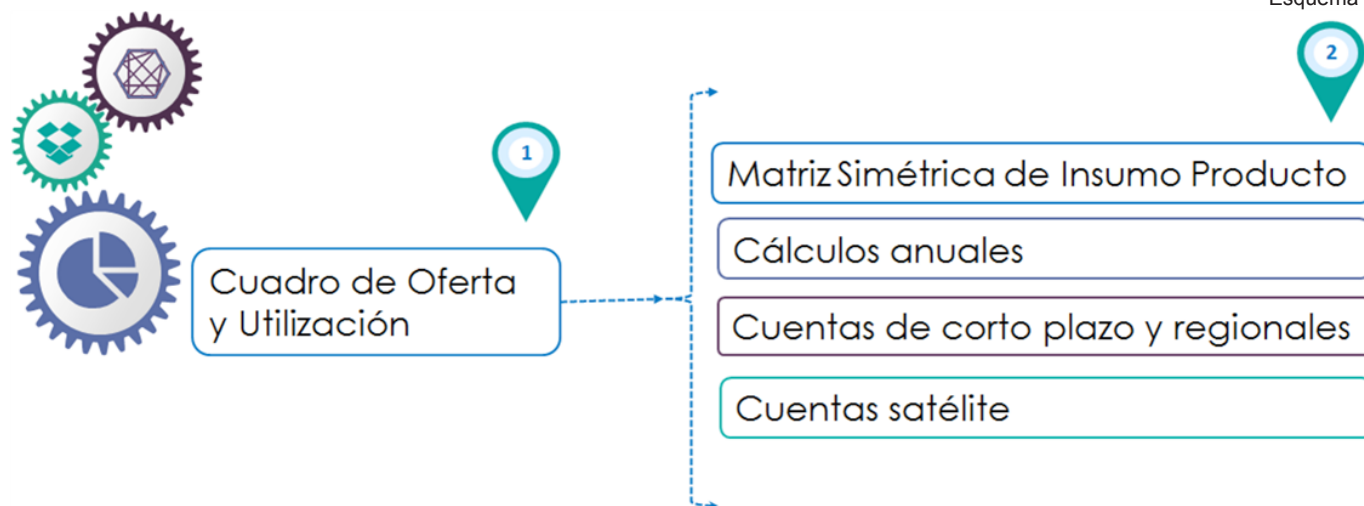 Esquema
2
1
Matriz Simétrica de Insumo Producto
Cálculos anuales
Cuadro de Oferta
y Utilización
Cuentas de corto plazo y regionales
Cuentas satélite